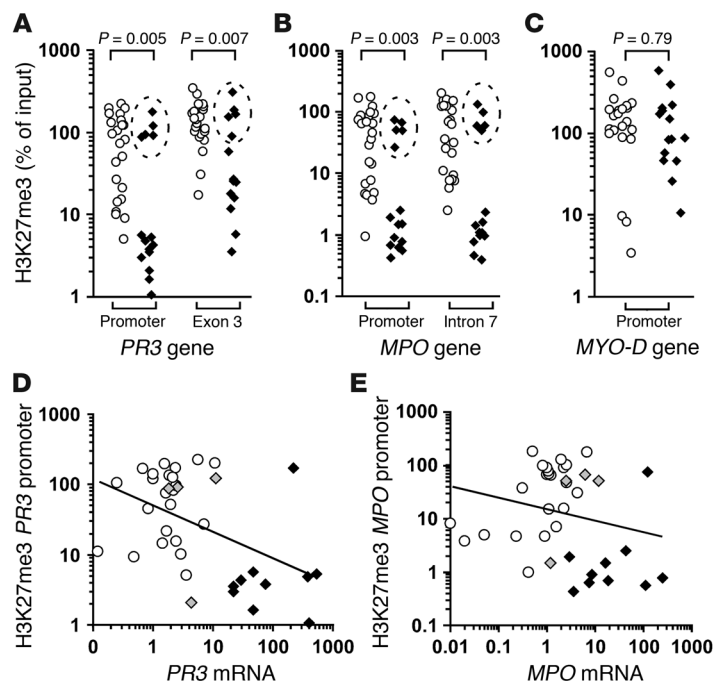 A
B
C
P = 0.005
P = 0.007
P = 0.003
P = 0.003
P = 0.79
H3K27me3 (% of input)
1000
100
10
1
1000
100
10
1
0.1
1000
100
10
1
Promoter
Exon 3
Promoter
Intron 7
Promoter
PR3 gene
MPO gene
MYO-D gene
D
E
H3K27me3 PR3 promoter
1000
100
10
1
0
1
10
100
1000
PR3 mRNA
H3K27me3 MPO promoter
1000
100
10
1
0.1
0.01
0.1
1
10
100
1000
MPO mRNA